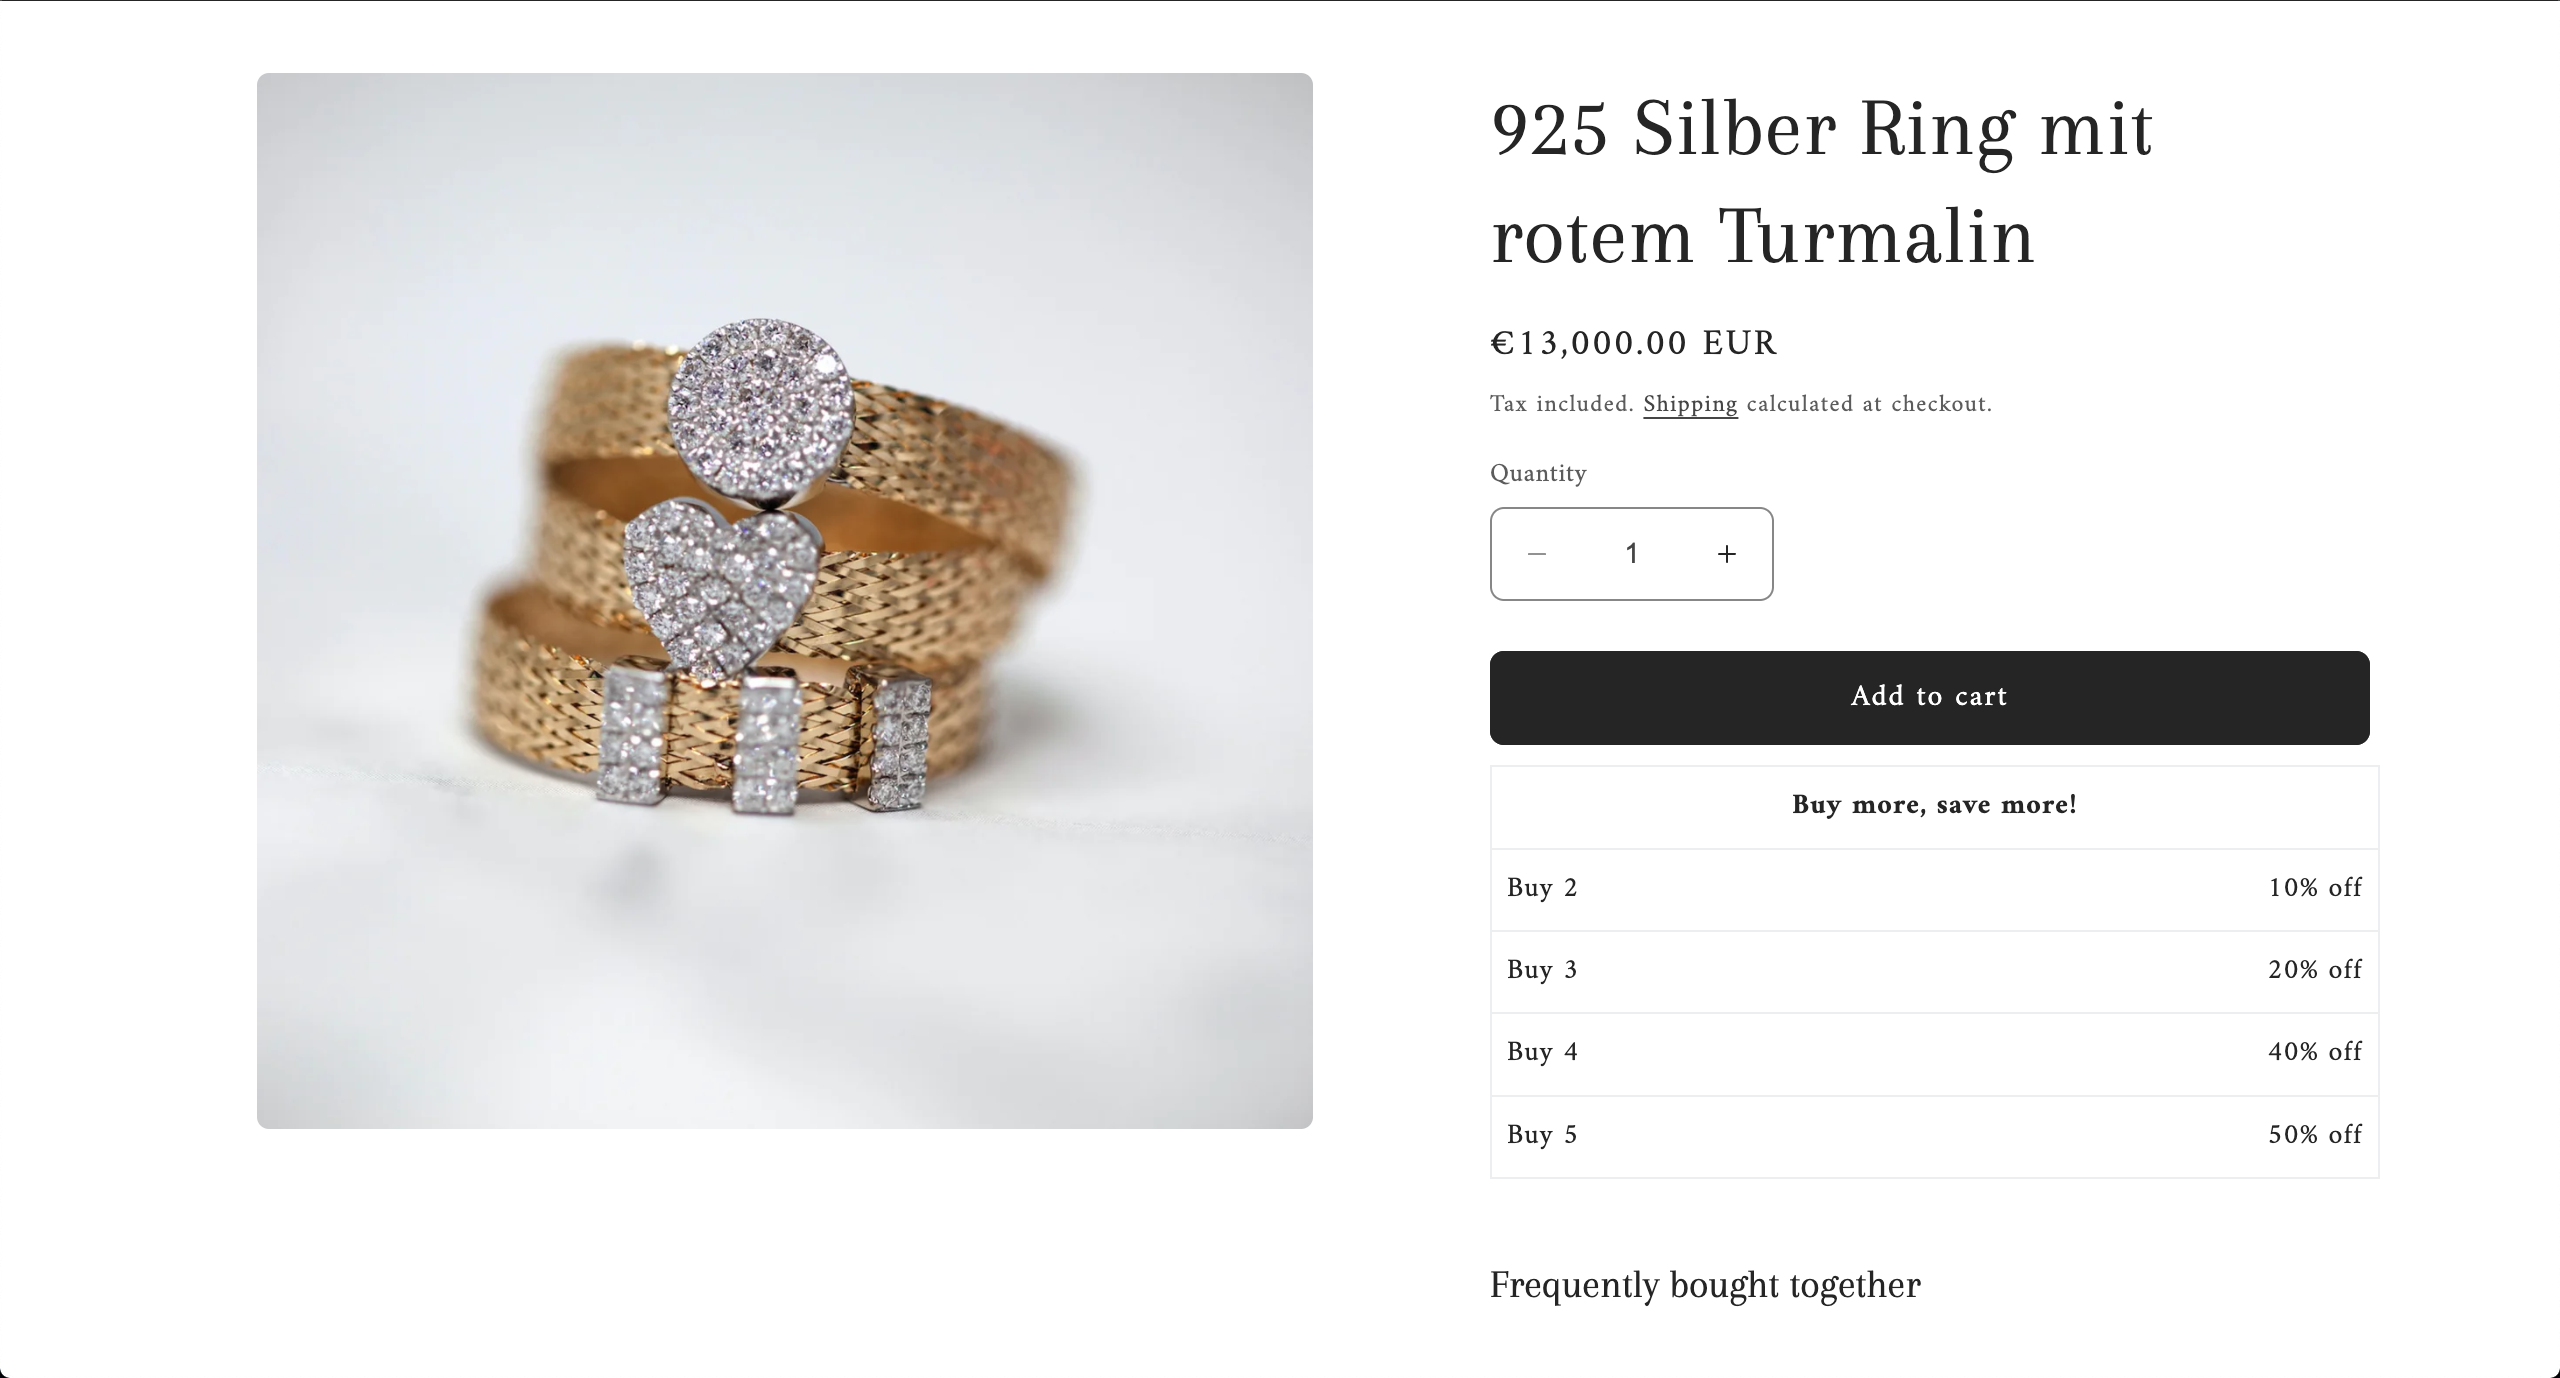 925 Silber Ring mit
rotem Turmalin
€13,000.00 EUR
Tax included. Shipping calculated at checkout.
Quantity
− 1 +
Add to cart
Buy more, save more!
Buy 2 10% off
Buy 3 20% off
Buy 4 40% off
Buy 5 50% off
Frequently bought together